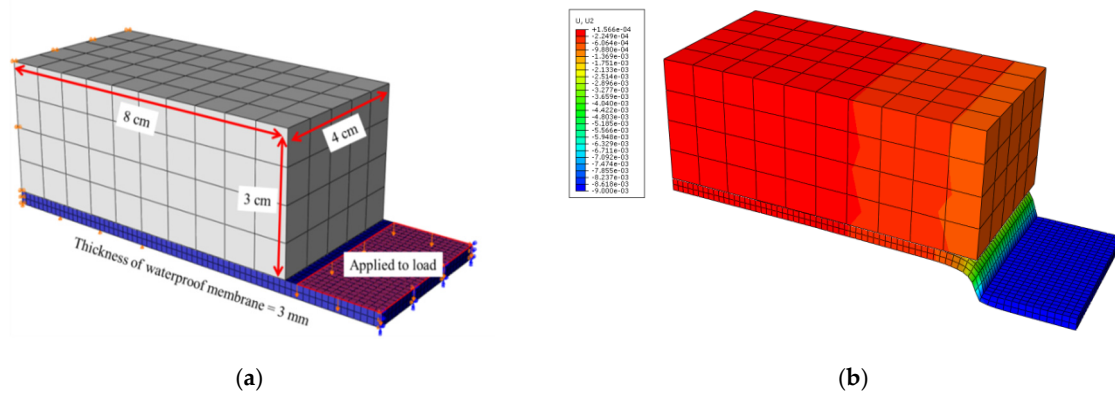 8 cm
4 cm
3 cm
Applied to load
Thickness of waterproof membrane = 3 mm
(a)
U, U2
+1.566e-04
-2.249e-04
-6.064e-04
-9.880e-04
-1.369e-03
-1.751e-03
-2.133e-03
-2.514e-03
-2.896e-03
-3.277e-03
-3.659e-03
-4.040e-03
-4.422e-03
-4.803e-03
-5.185e-03
-5.566e-03
-5.948e-03
-6.329e-03
-6.711e-03
-7.092e-03
-7.474e-03
-7.855e-03
-8.237e-03
-8.618e-03
-9.000e-03
(b)